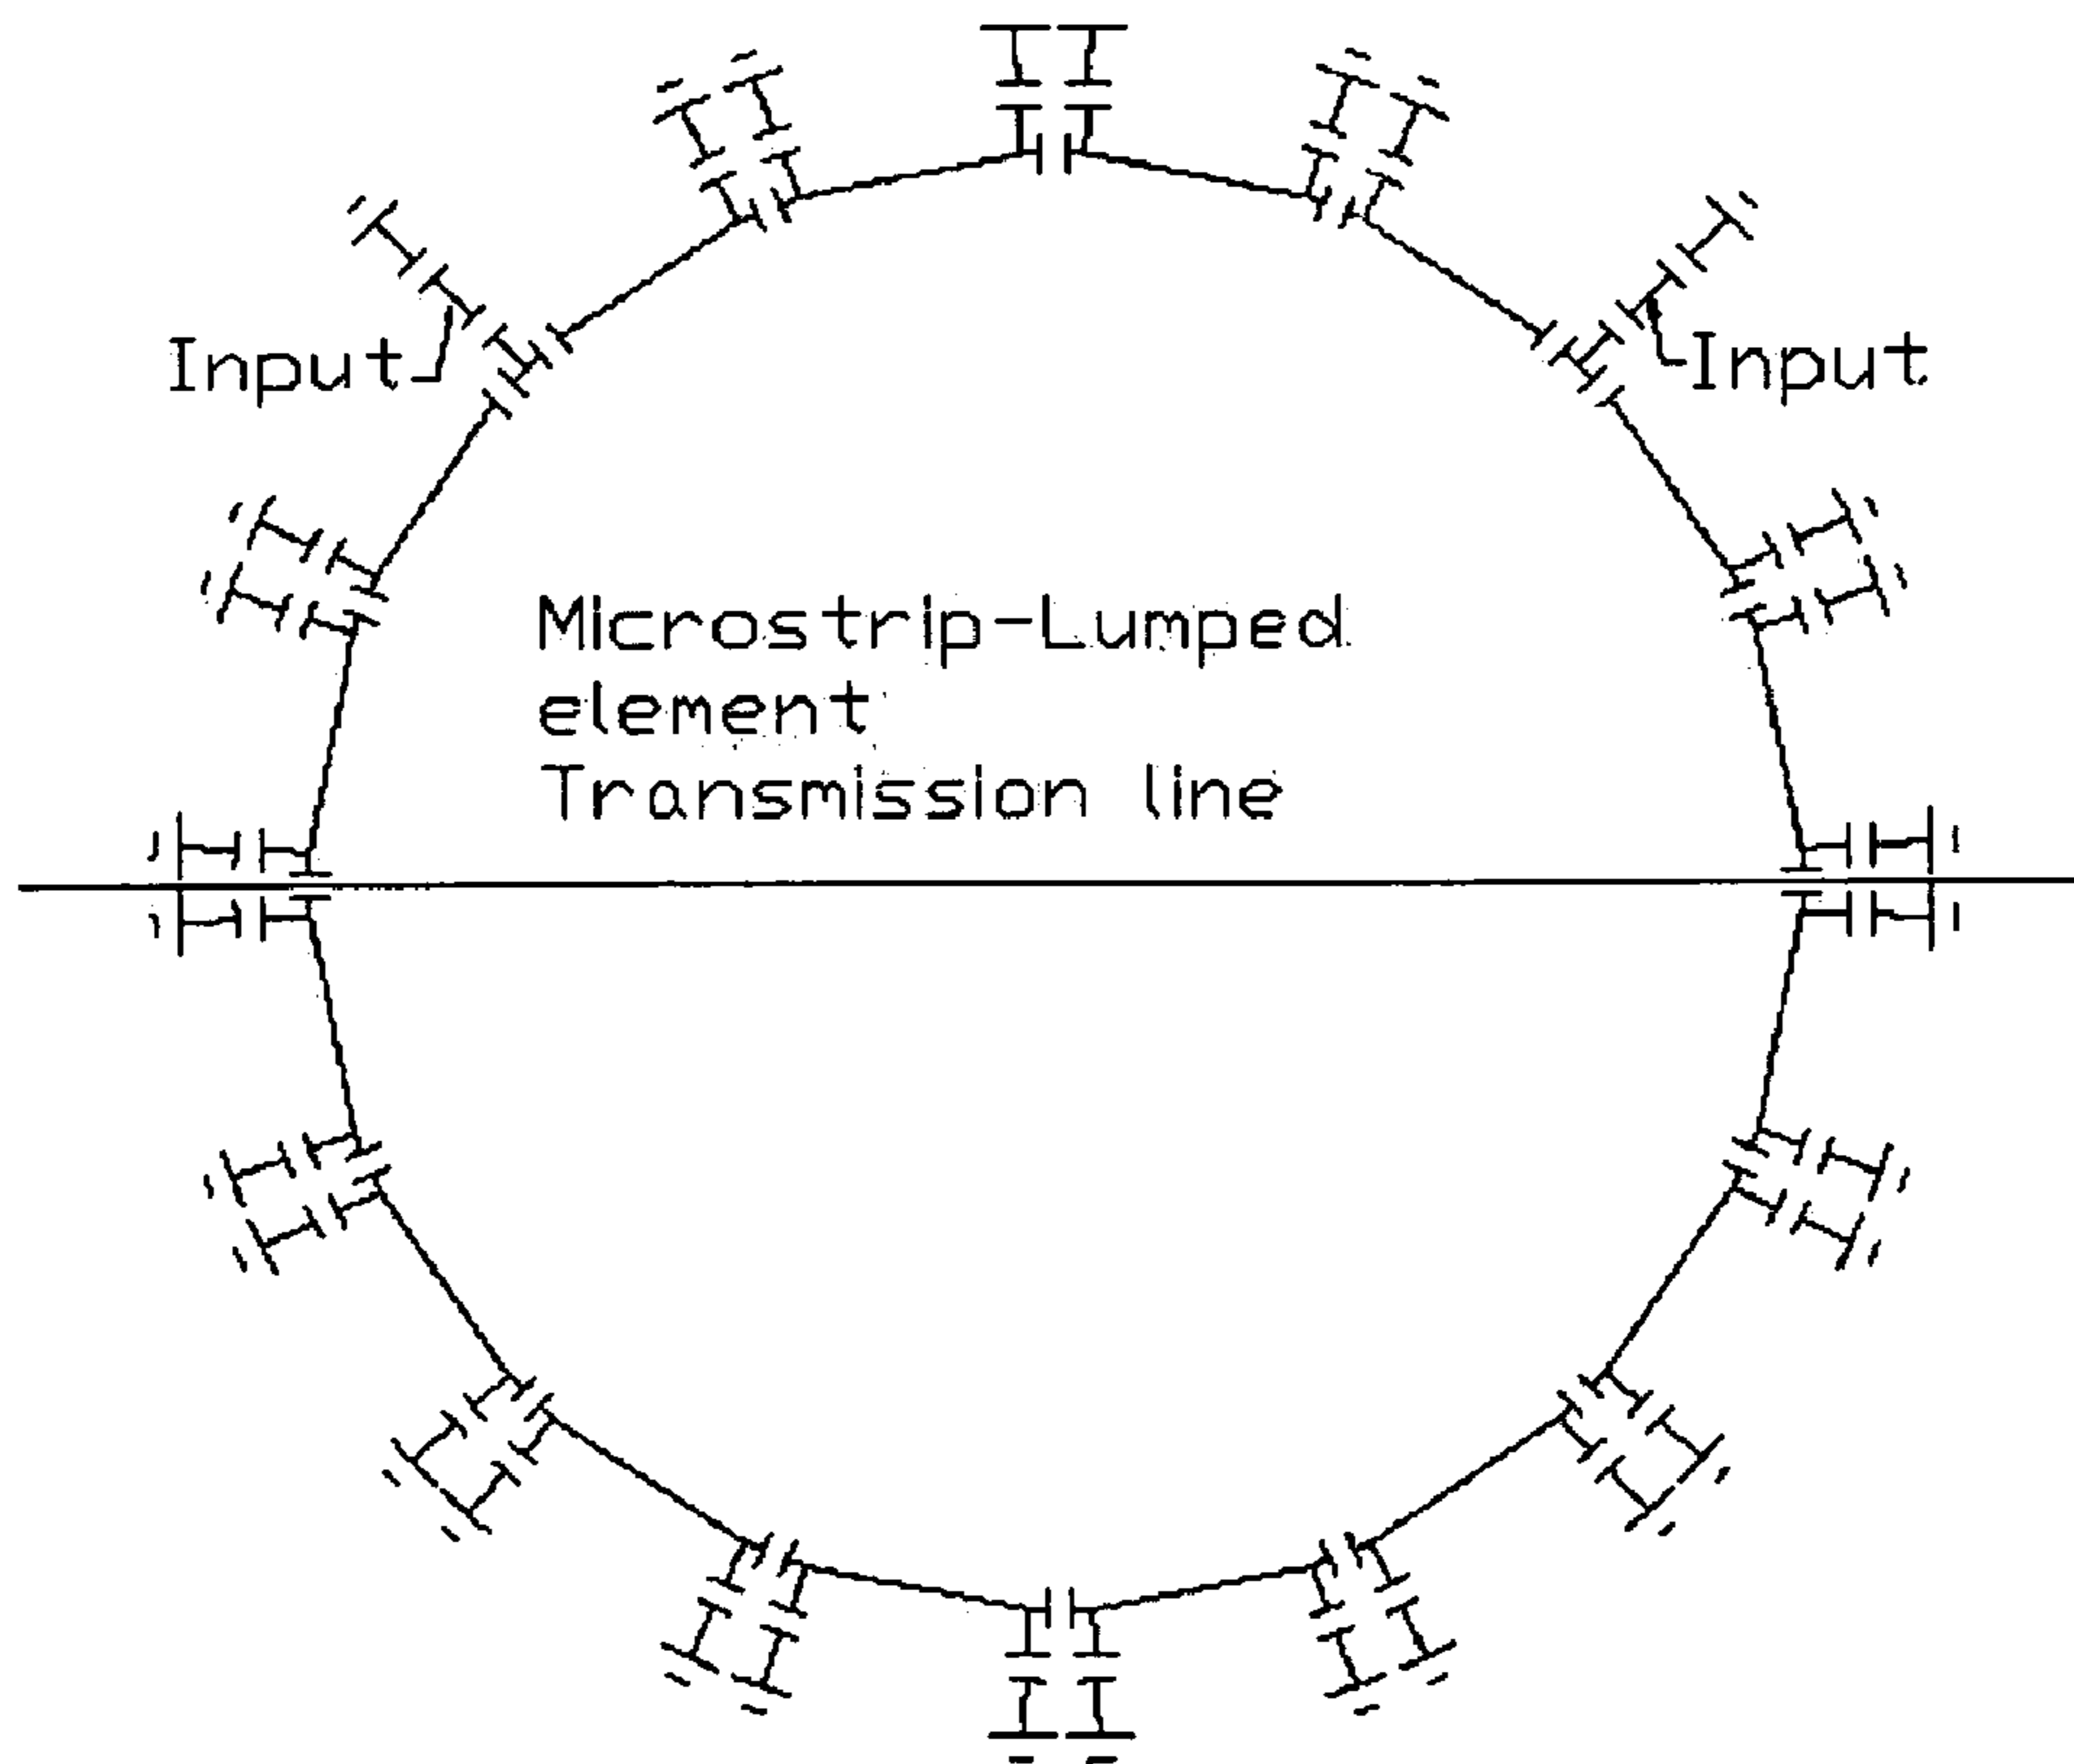 Input
Input
Microstrip-Lumped
element
Transmission line